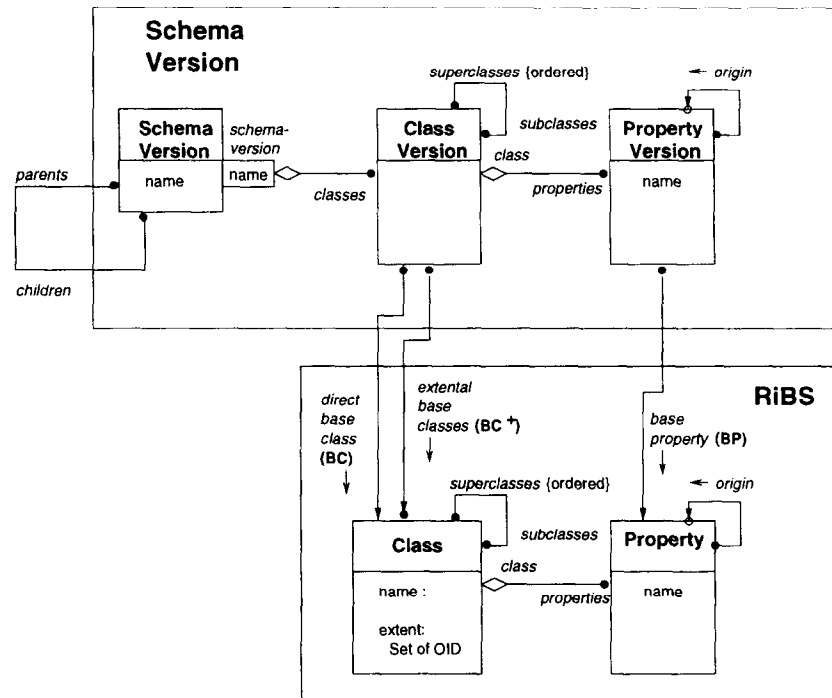 Schema
Version
superclasses {ordered}
← origin
Schema
Version
schema-
version
Class
Version
subclasses
Property
Version
class
parents
name
name
classes
properties
name
children
RiBS
direct
base
class
(BC)
extental
base
classes (BC +)
base
property (BP)
superclasses {ordered}
← origin
Class
subclasses
Property
class
name :
properties
name
extent:
Set of OID